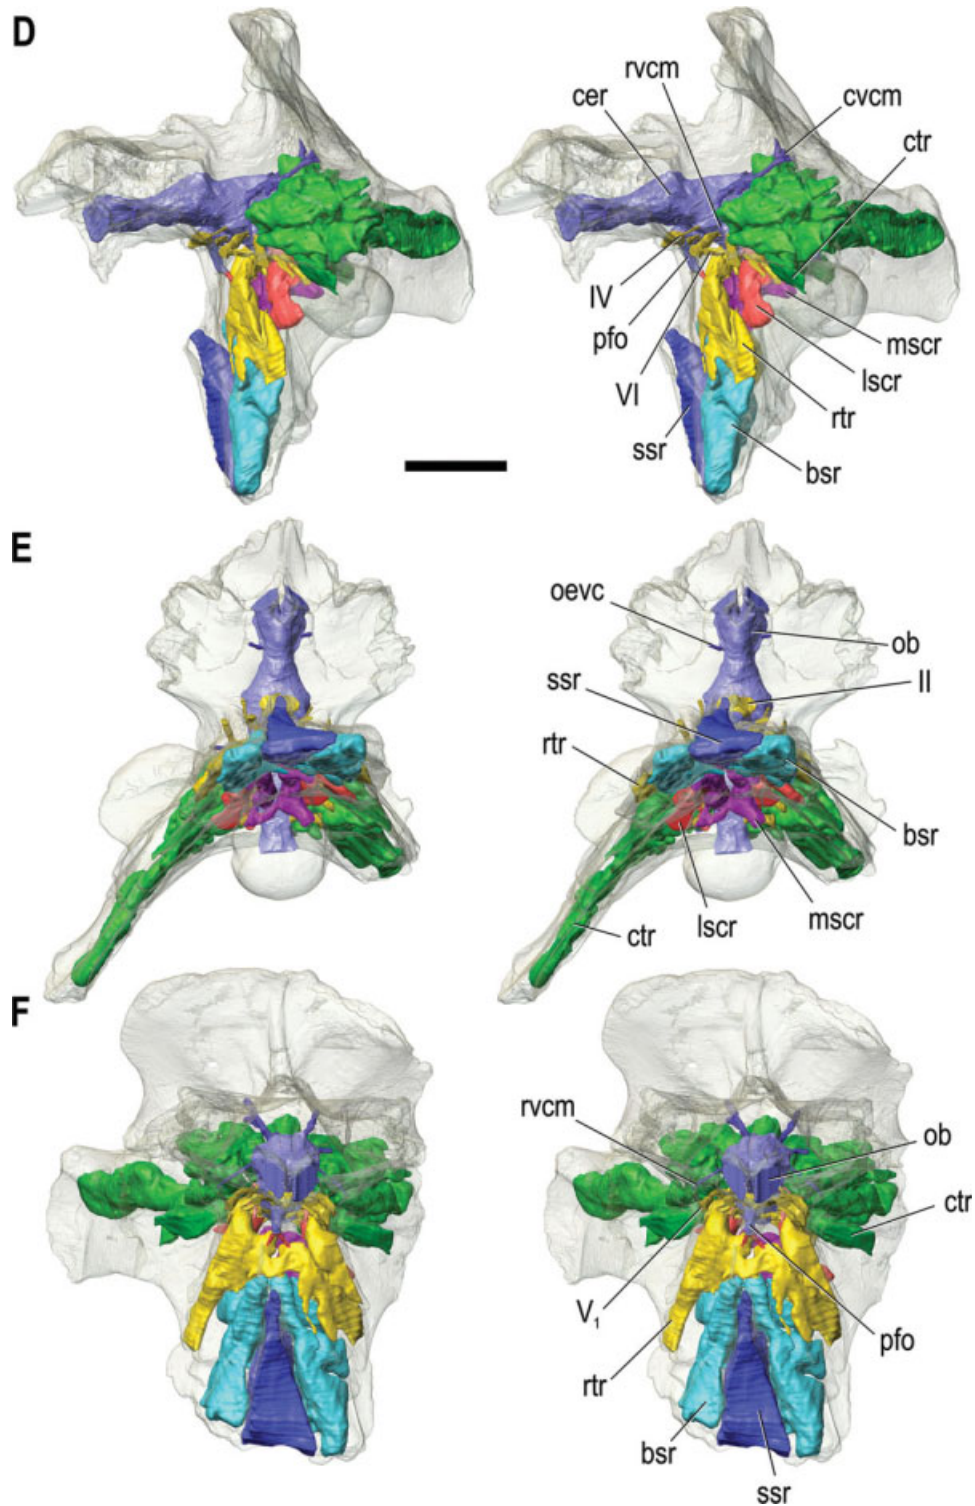 D
rvcm
cer
cvcm
ctr
IV
pfo
VI
ssr
mscr
lscr
rtr
bsr
E
oevc
ob
ssr
II
rtr
bsr
lscr
mscr
ctr
F
rvcm
ob
ctr
V1
pfo
rtr
bsr
ssr